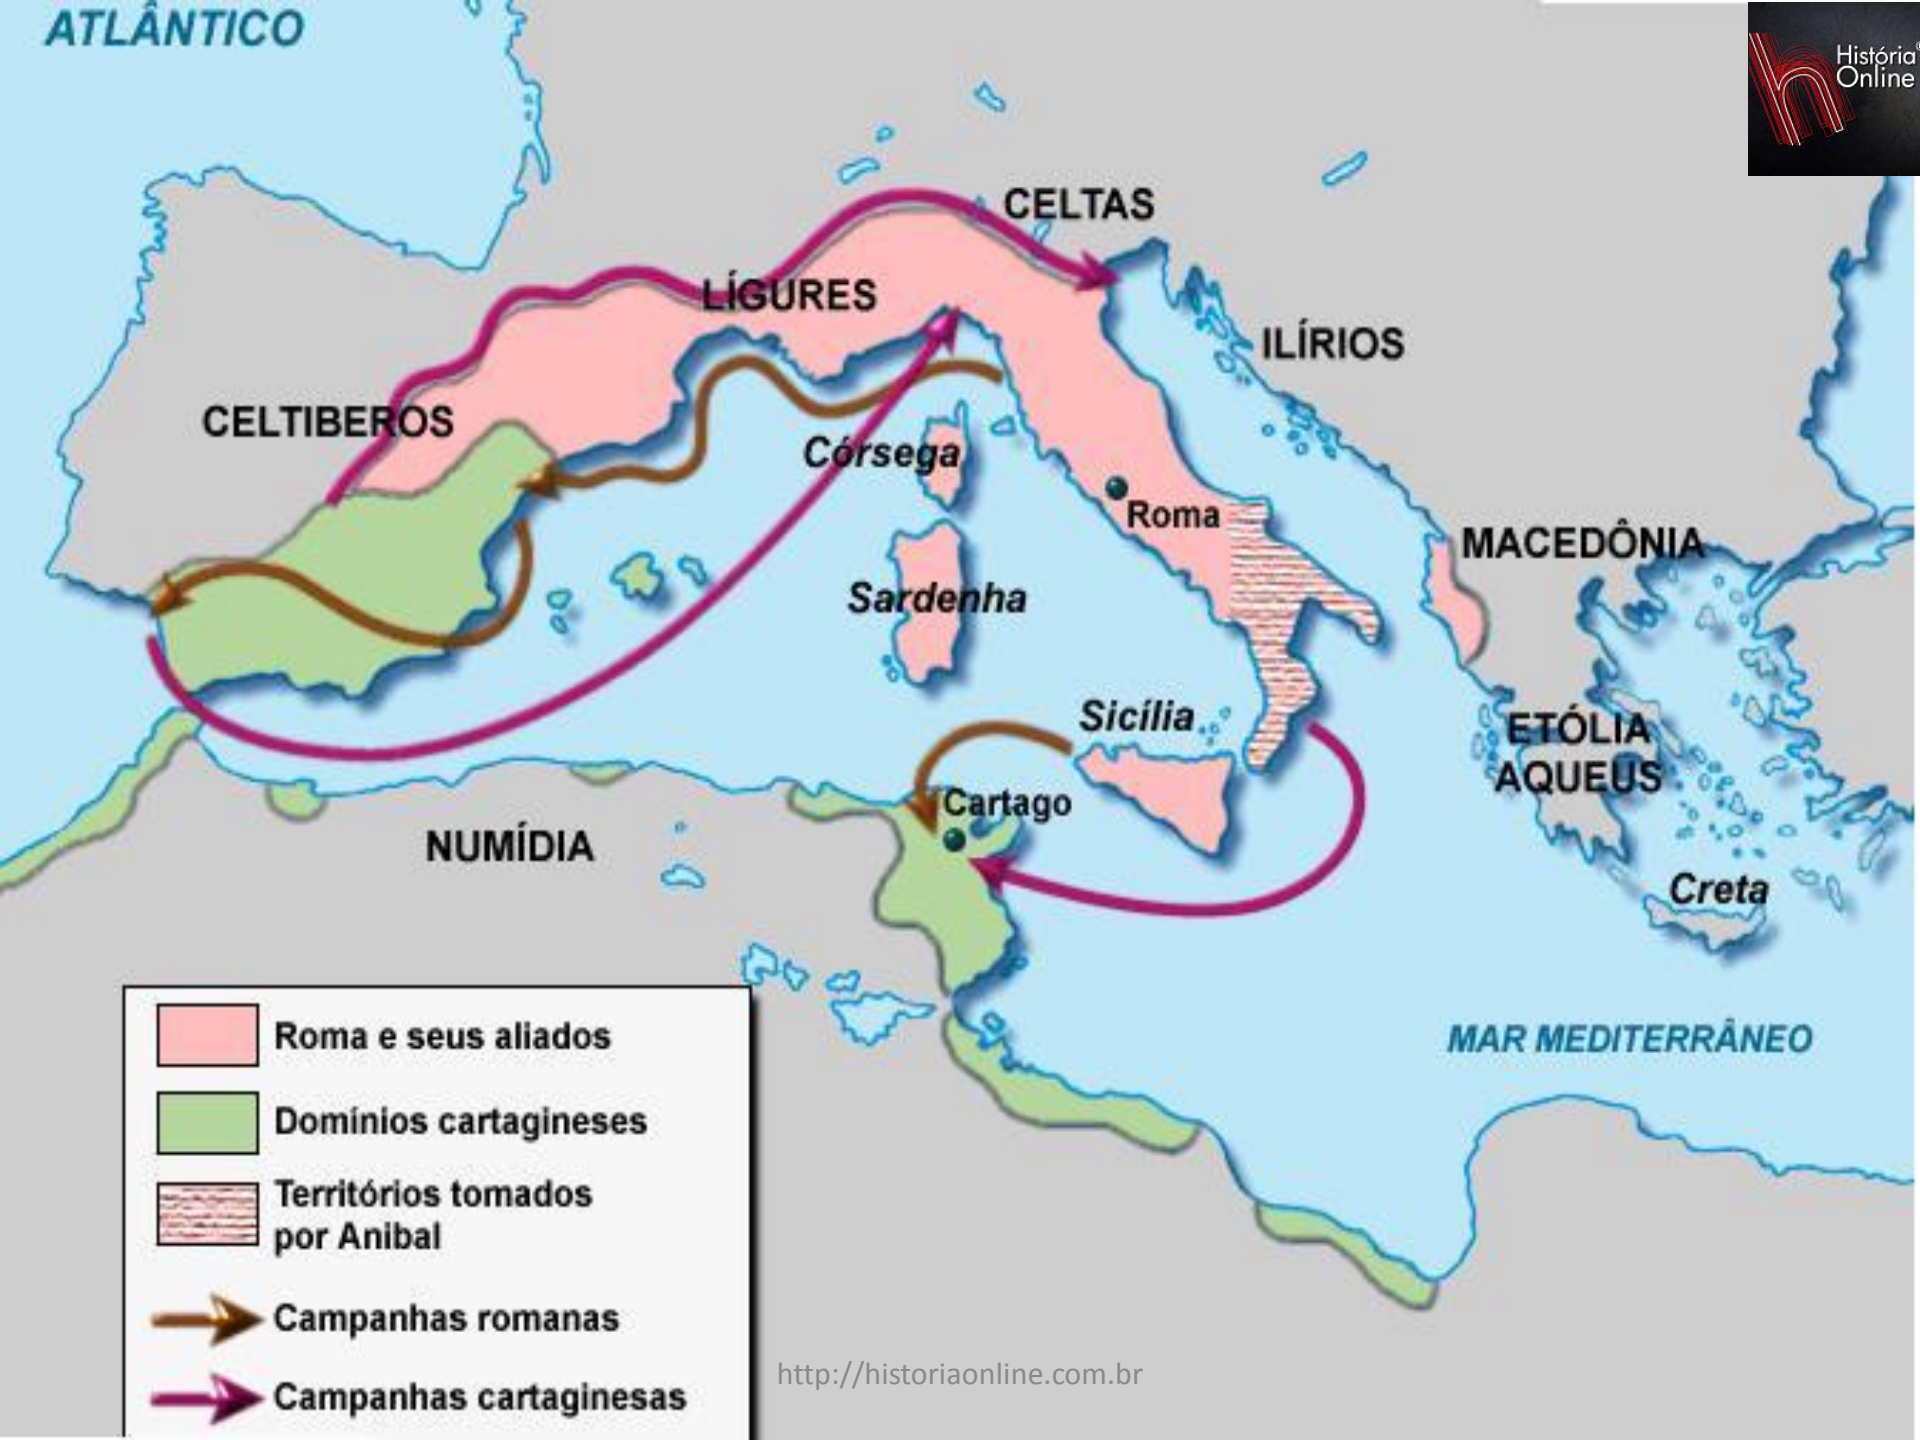 ATLÂNTICO
História
Online
CELTAS
LÍGURES
ILÍRIOS
CELTIBEROS
Córsega
Roma
MACEDÔNIA
Sardenha
Sicília
ETÓLIA
AQUEUS
Cartago
NUMÍDIA
Creta
MAR MEDITERRÂNEO
Roma e seus aliados
Domínios cartagineses
Territórios tomados
por Anibal
Campanhas romanas
Campanhas cartaginesas
http://historiaonline.com.br